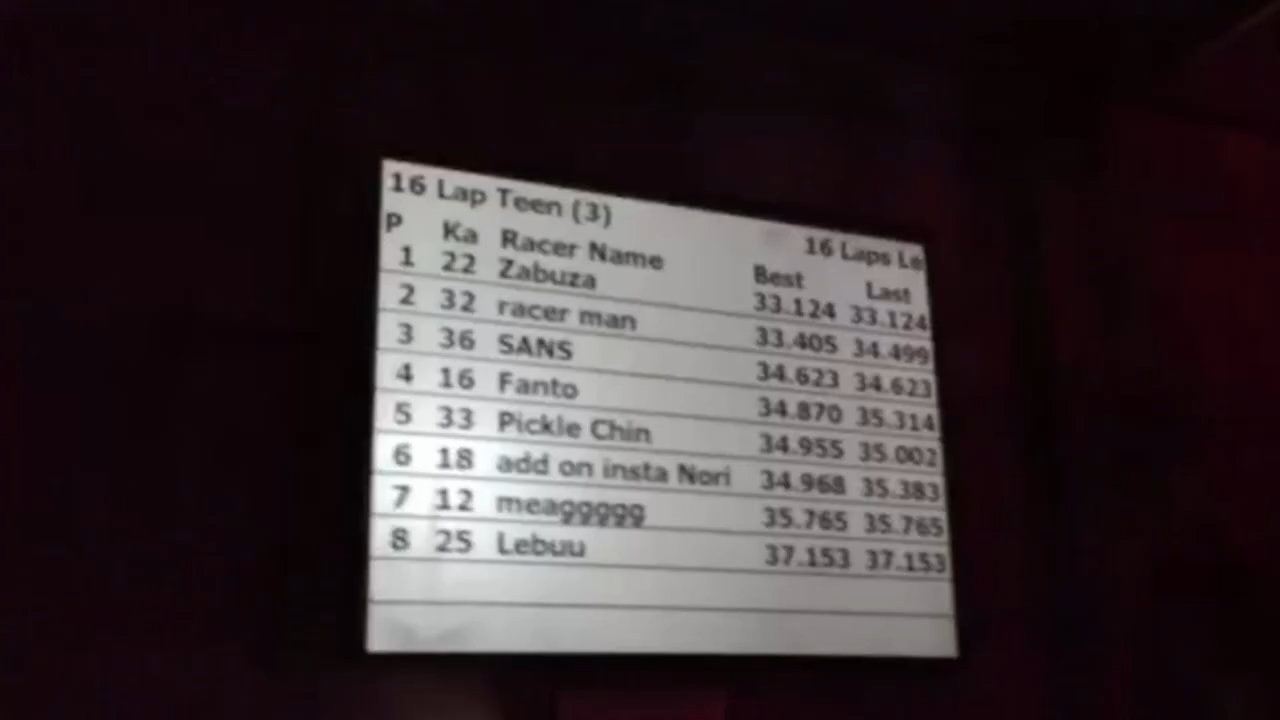 16 Lap Teen (3) 16 Laps Le
P Ka Racer Name Best Last
1 22 Zabuza 33.124 33.124
2 32 racer man 33.405 34.499
3 36 SANS 34.623 34.623
4 16 Fanto 34.870 35.314
5 33 Pickle Chin 34.955 35.002
6 18 add on insta Nori 34.968 35.383
7 12 meaggggg 35.765 35.765
8 25 Lebuu 37.153 37.153